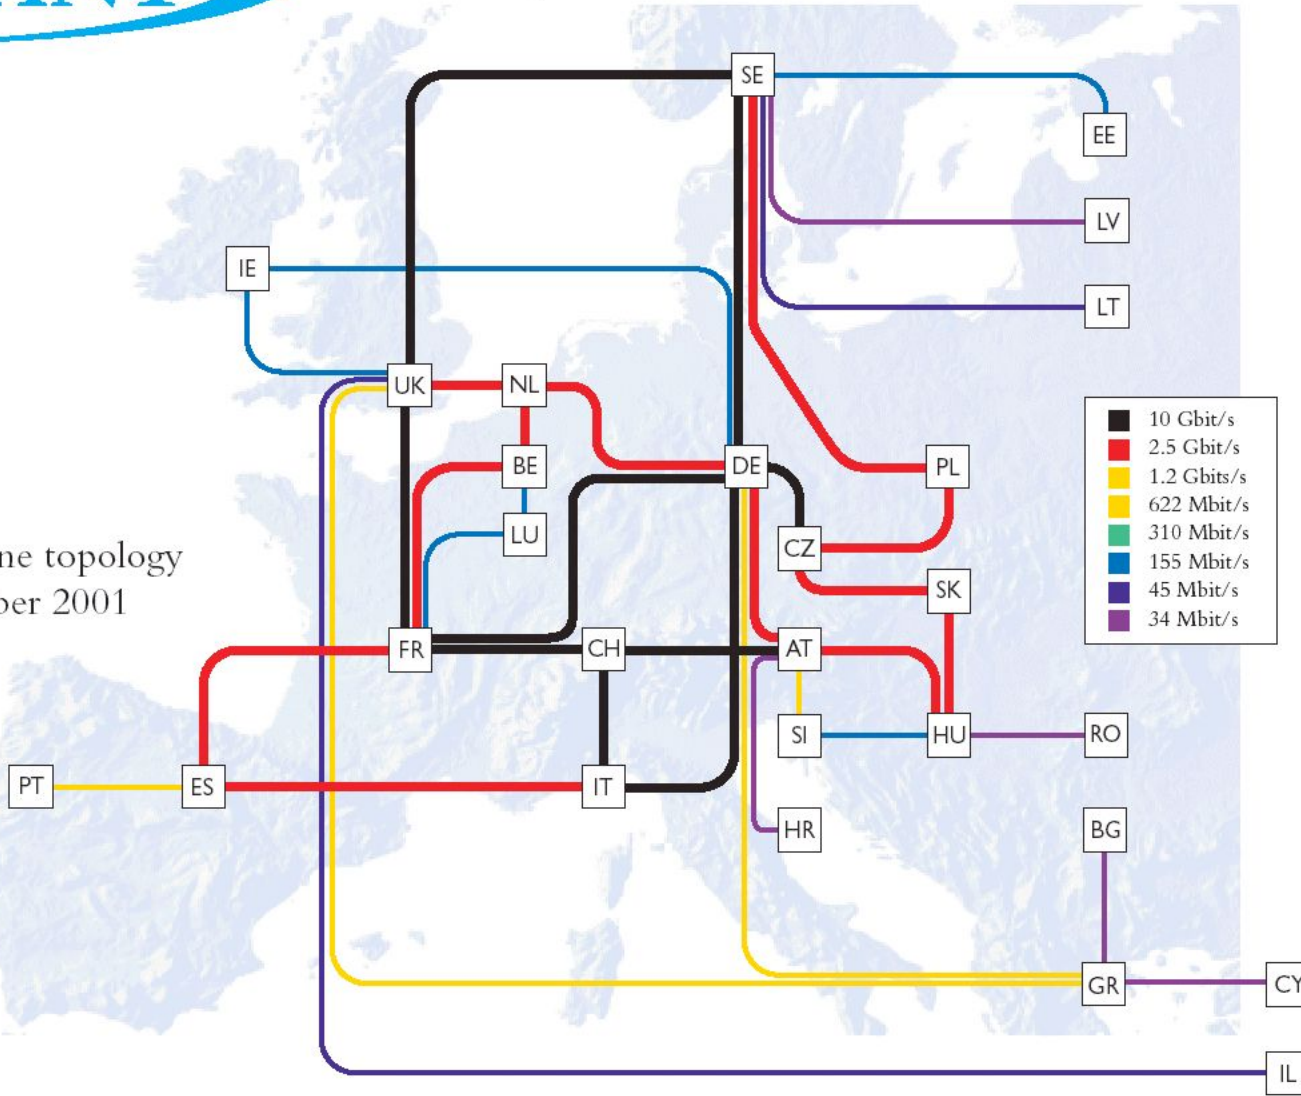 SE
EE
LV
IE
LT
UK
NL
BE
DE
PL
10 Gbit/s
2.5 Gbit/s
1.2 Gbits/s
622 Mbit/s
310 Mbit/s
155 Mbit/s
45 Mbit/s
34 Mbit/s
LU
CZ
ne topology
ber 2001
SK
FR
CH
AT
SI
HU
RO
PT
ES
IT
HR
BG
GR
CY
IL